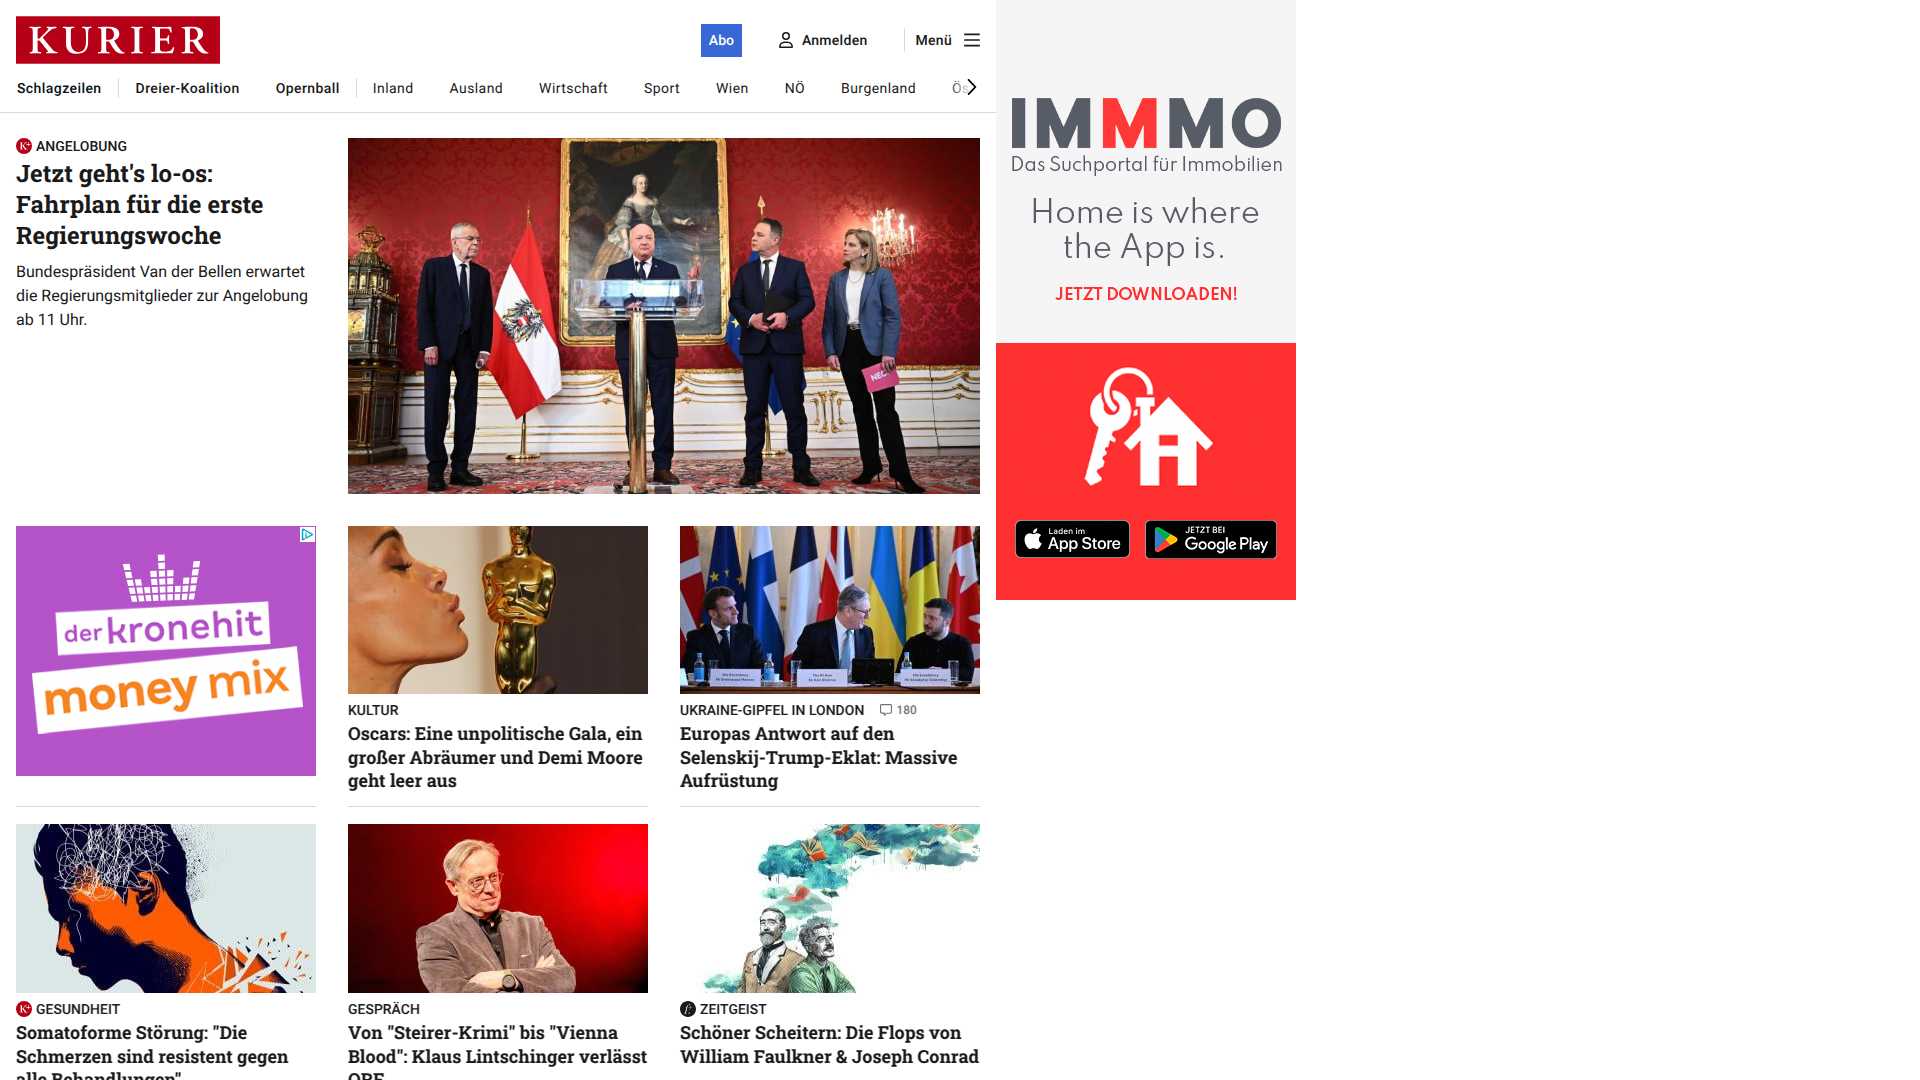 KURIER
Abo
Anmelden
Menü
Schlagzeilen
Dreier-Koalition
Opernball
Inland
Ausland
Wirtschaft
Sport
Wien
NÖ
Burgenland
ANGELOBUNG
Jetzt geht's lo-os:
Fahrplan für die erste
Regierungswoche
Bundespräsident Van der Bellen erwartet
die Regierungsmitglieder zur Angelobung
ab 11 Uhr.
NEOS
IMMMO
Das Suchportal für Immobilien
Home is where
the App is.
JETZT DOWNLOADEN!
Laden im
App Store
JETZT BEI
Google Play
der kronehit
money mix
KULTUR
Oscars: Eine unpolitische Gala, ein
großer Abräumer und Demi Moore
geht leer aus
UKRAINE-GIPFEL IN LONDON 180
Europas Antwort auf den
Selenskij-Trump-Eklat: Massive
Aufrüstung
GESUNDHEIT
Somatoforme Störung: "Die
Schmerzen sind resistent gegen
alle Behandlungen"
GESPRÄCH
Von "Steirer-Krimi" bis "Vienna
Blood": Klaus Lintschinger verlässt
ORF
ZEITGEIST
Schöner Scheitern: Die Flops von
William Faulkner & Joseph Conrad